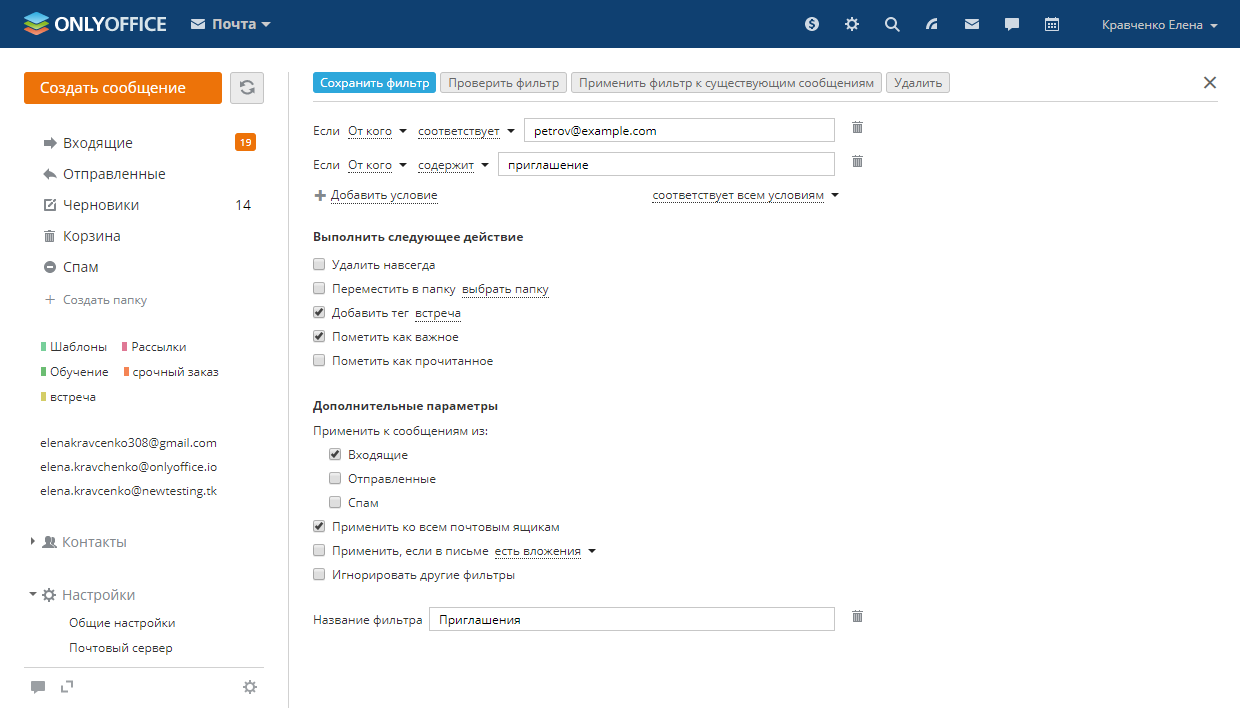 ONLYOFFICE Почта Кравченко Елена
Создать сообщение
Входящие 19
Отправленные
Черновики 14
Корзина
Спам
Создать папку
Шаблоны Рассылки
Обучение срочный заказ
встреча
elenakravcenko308@gmail.com
elena.kravchenko@onlyoffice.io
elena.kravcenko@newtesting.tk
Контакты
Настройки
Общие настройки
Почтовый сервер
Сохранить фильтр Проверить фильтр Применить фильтр к существующим сообщениям Удалить
Если От кого соответствует petrov@example.com
Если От кого содержит приглашение
Добавить условие соответствует всем условиям
Выполнить следующее действие
Удалить навсегда
Переместить в папку выбрать папку
Добавить тег встреча
Пометить как важное
Пометить как прочитанное
Дополнительные параметры
Применить к сообщениям из:
Входящие
Отправленные
Спам
Применить ко всем почтовым ящикам
Применить, если в письме есть вложения
Игнорировать другие фильтры
Название фильтра Приглашения